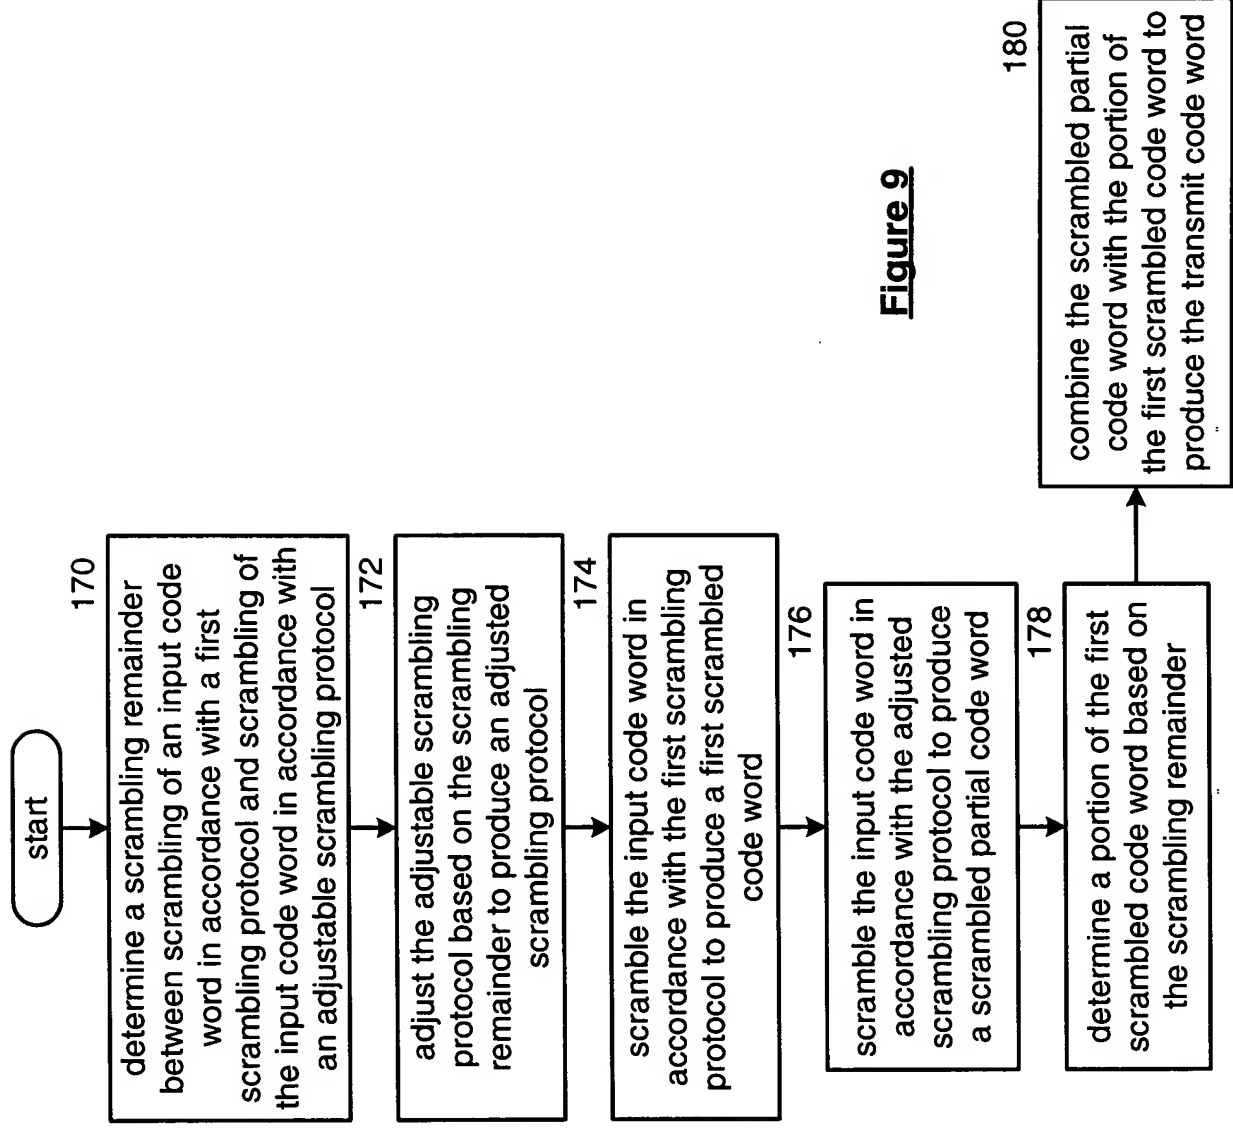 start
170
determine a scrambling remainder
between scrambling of an input code
word in accordance with a first
scrambling protocol and scrambling of
the input code word in accordance with
an adjustable scrambling protocol
172
adjust the adjustable scrambling
protocol based on the scrambling
remainder to produce an adjusted
scrambling protocol
174
scramble the input code word in
accordance with the first scrambling
protocol to produce a first scrambled
code word
176
scramble the input code word in
accordance with the adjusted
scrambling protocol to produce
a scrambled partial code word
178
determine a portion of the first
scrambled code word based on
the scrambling remainder
180
combine the scrambled partial
code word with the portion of
the first scrambled code word to
produce the transmit code word
Figure 9